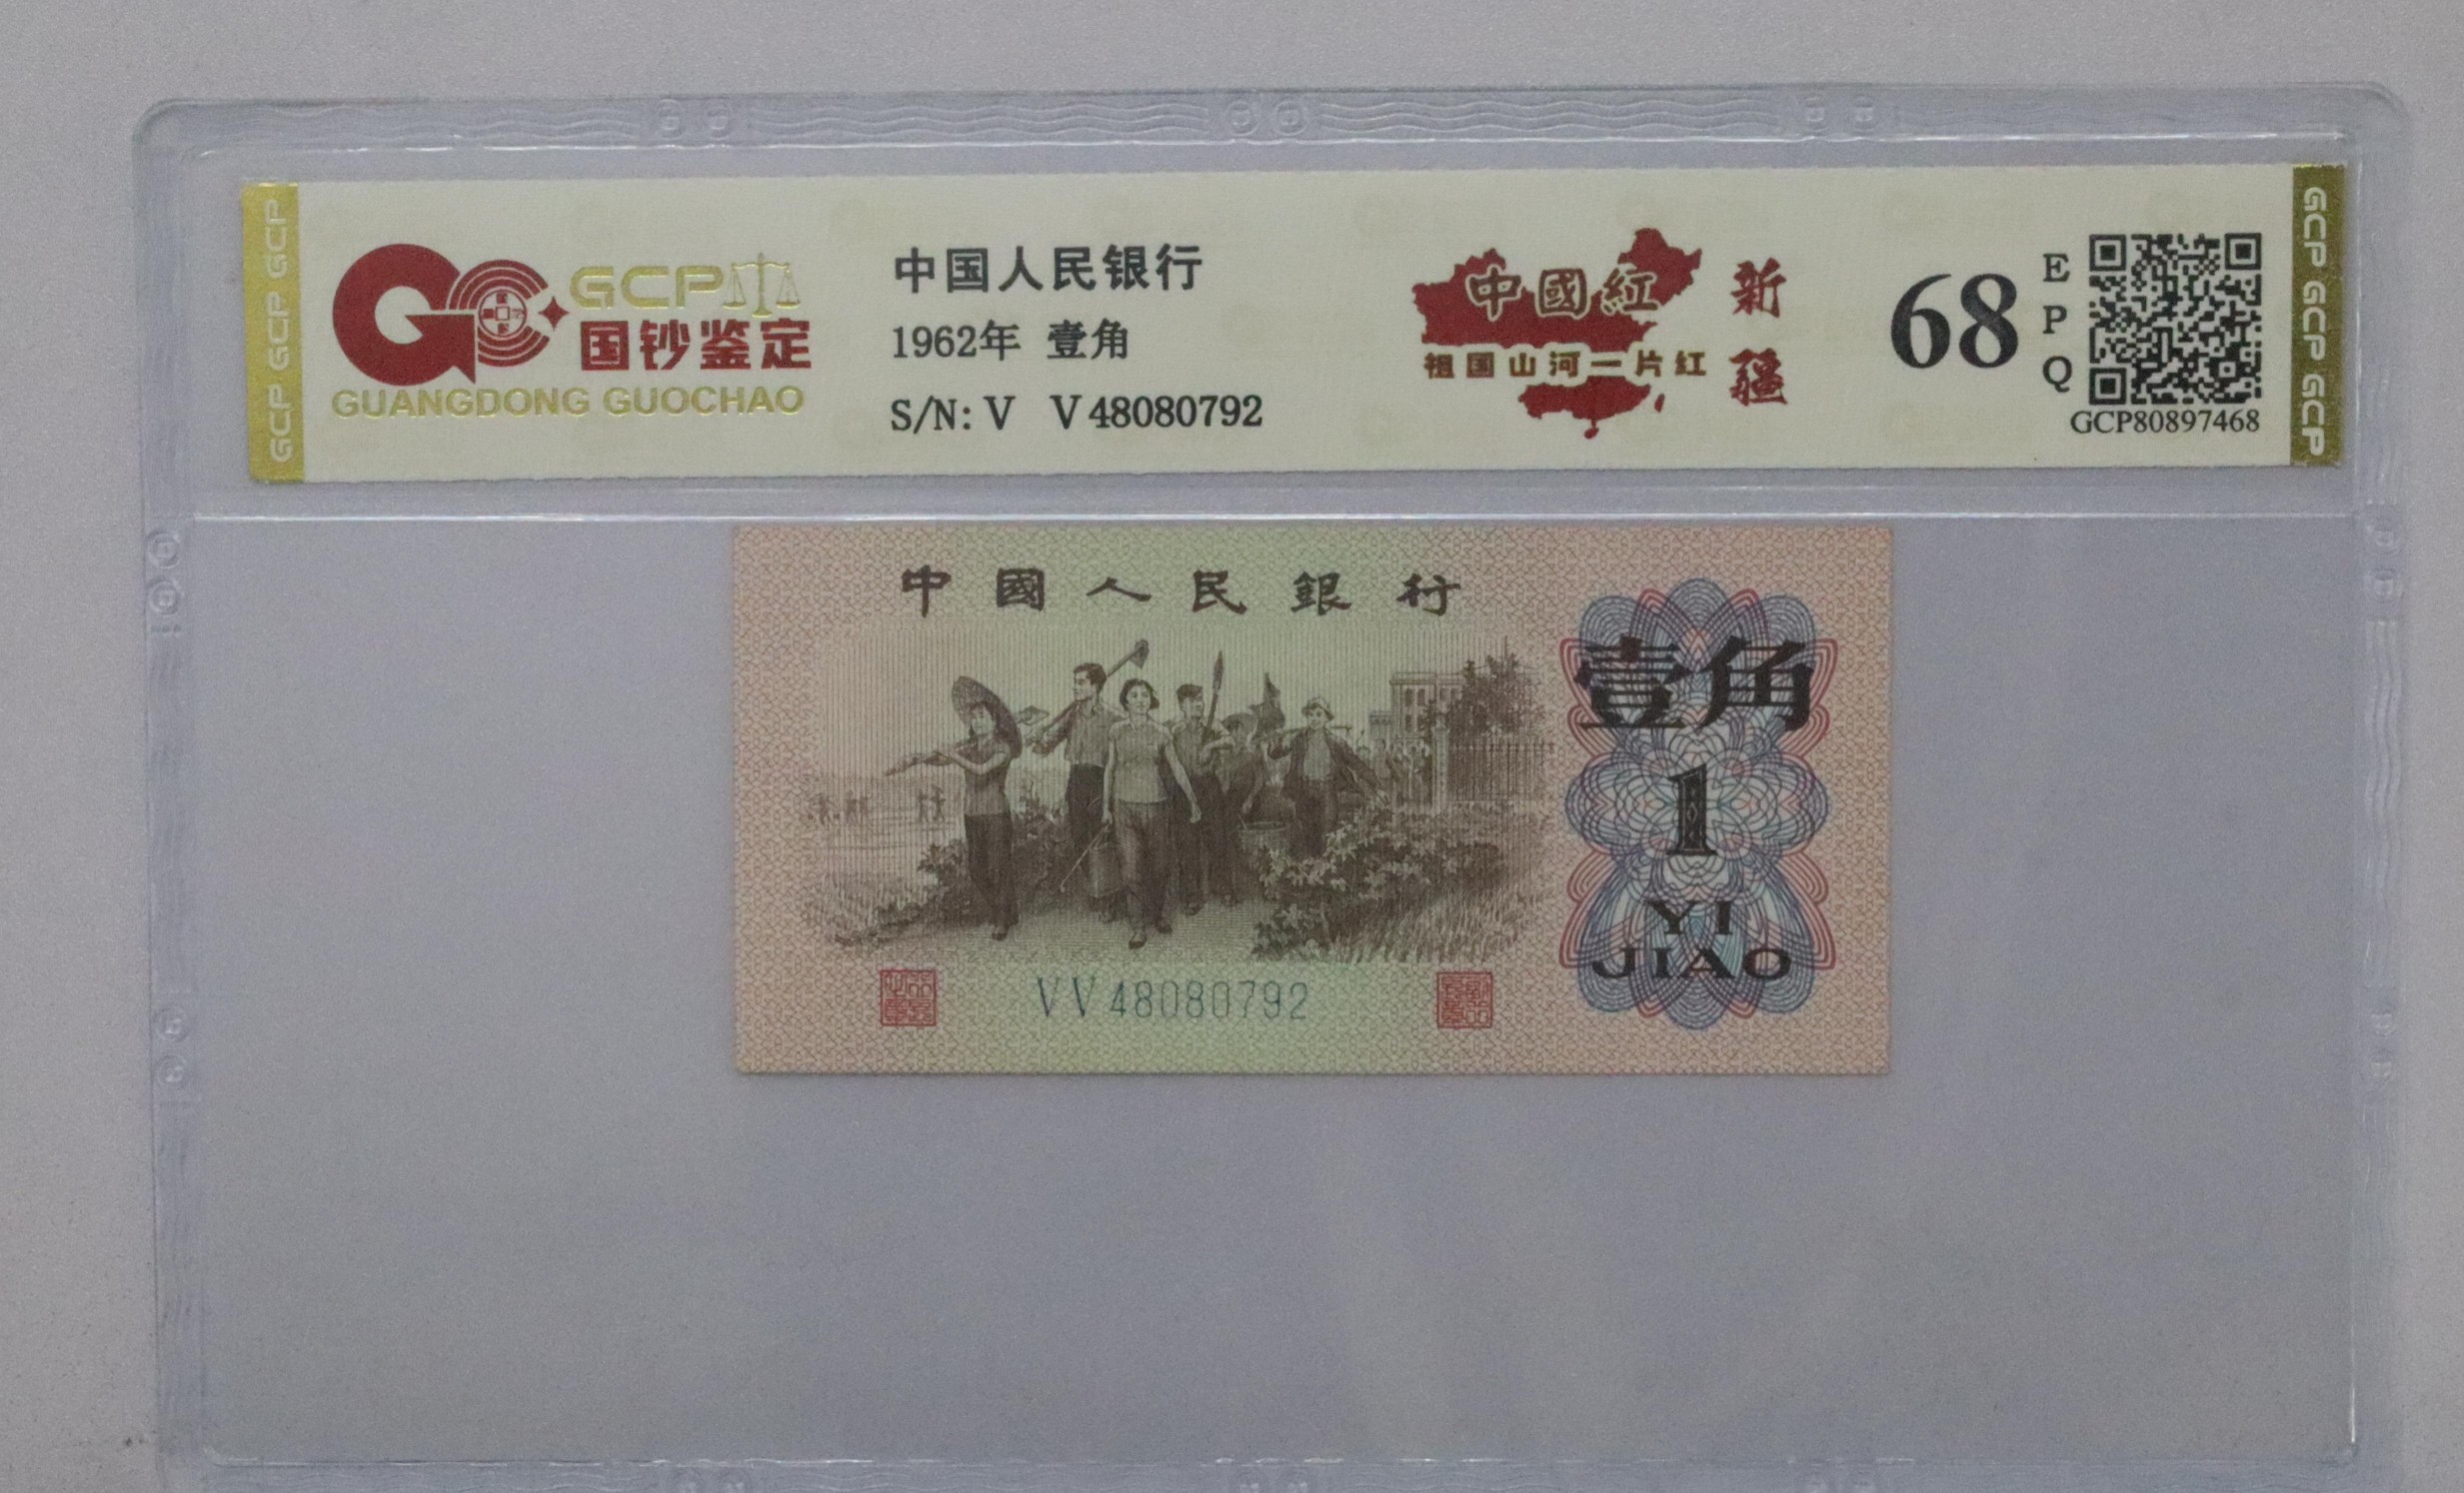 GCP GCP GCP
GCP
国钞鉴定
GUANGDONG GUOCHAO
中国人民银行
1962年 壹角
S/N: V V 48080792
中國紅
祖国山河一片红
新疆
68
EPQ
GCP80897468
GCP GCP GCP
中國人民銀行
壹角
1
YI
JIAO
VV48080792